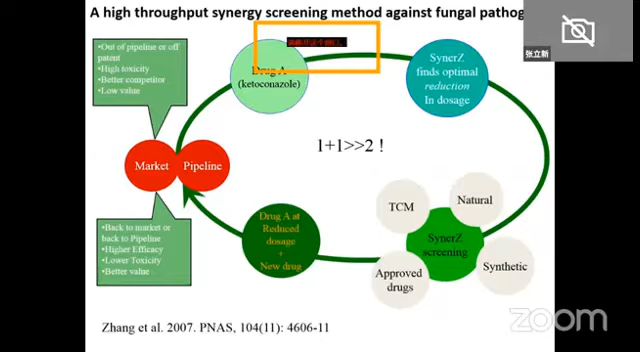 A high throughput synergy screening method against fungal pathog
张立新
• Out of pipeline or off
patent
• High toxicity
• Better competitor
• Low value
Drug A
(ketoconazole)
SynerZ
finds optimal
reduction
In dosage
1+1>>2 !
Market
Pipeline
TCM
Natural
SynerZ
screening
Approved
drugs
Synthetic
Drug A at
Reduced
dosage
+
New drug
• Back to market or
back to Pipeline
• Higher Efficacy
• Lower Toxicity
• Better value
Zhang et al. 2007. PNAS, 104(11): 4606-11
zoom